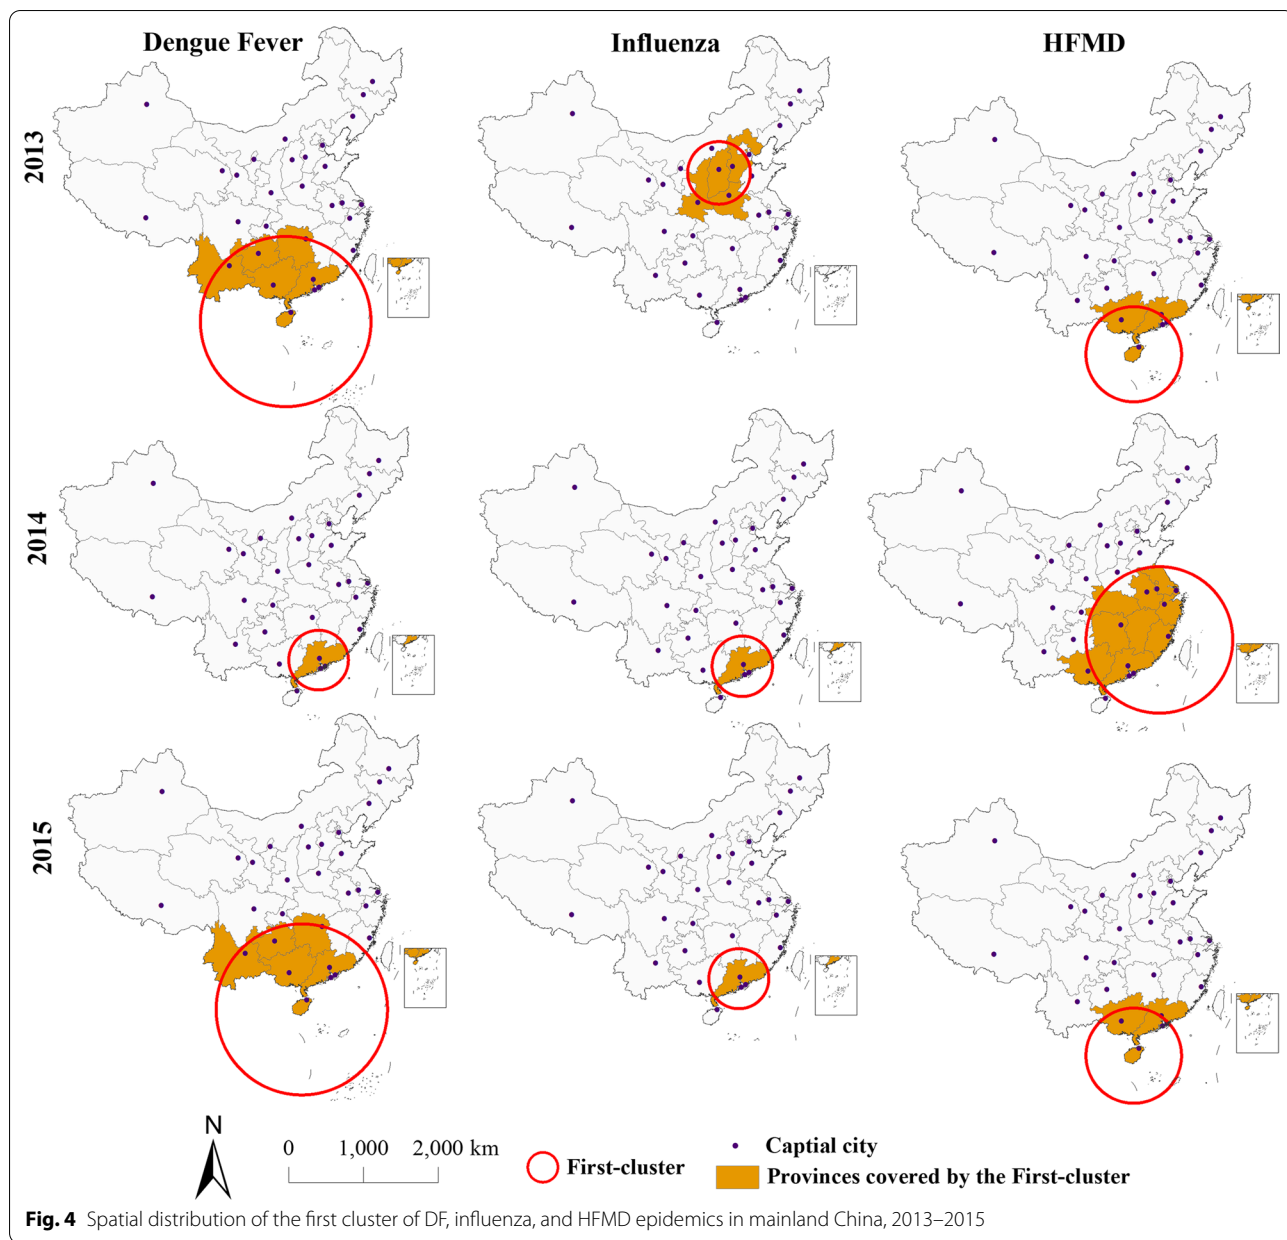 Dengue Fever
Influenza
HFMD
2013
2014
2015
N
0 1,000 2,000 km
First-cluster
Captial city
Provinces covered by the First-cluster
Fig. 4 Spatial distribution of the first cluster of DF, influenza, and HFMD epidemics in mainland China, 2013–2015